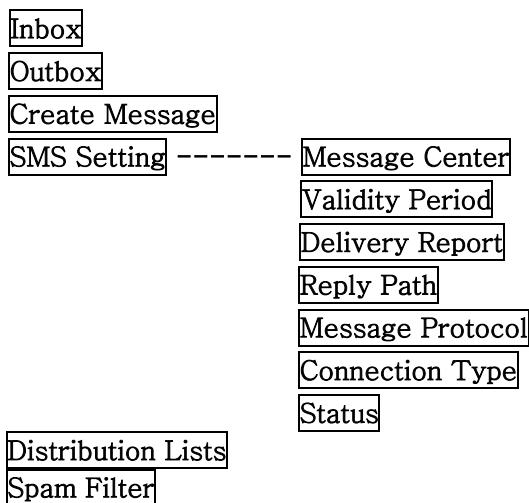 Inbox
Outbox
Create Message
SMS Setting ------- Message Center
Validity Period
Delivery Report
Reply Path
Message Protocol
Connection Type
Status
Distribution Lists
Spam Filter